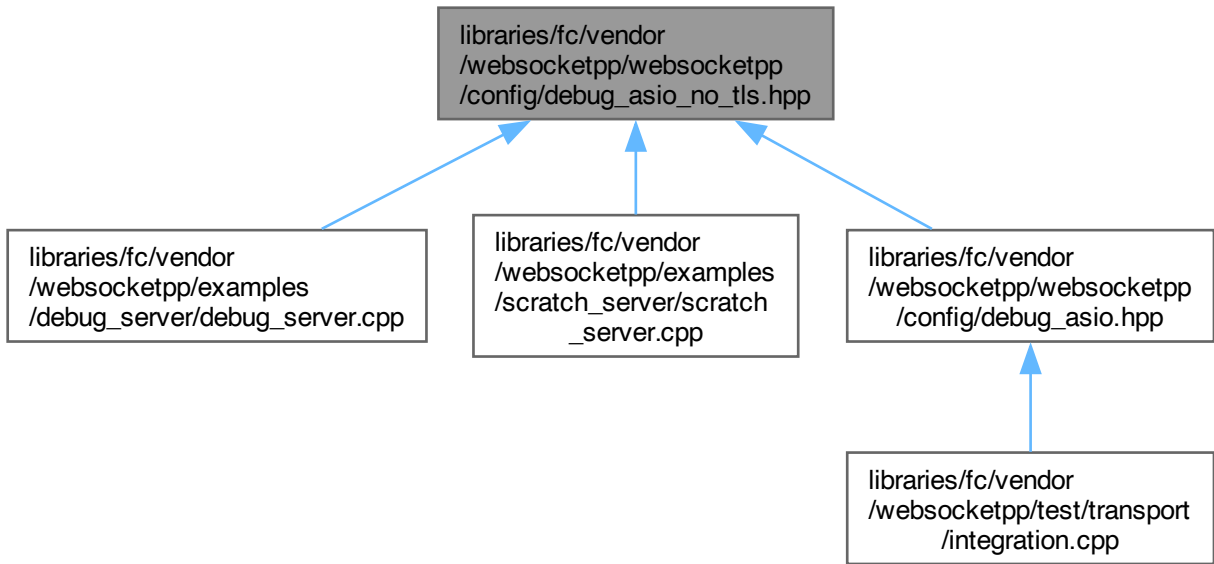 libraries/fc/vendor
/websocketpp/websocketpp
/config/debug_asio_no_tls.hpp
libraries/fc/vendor
/websocketpp/examples
/debug_server/debug_server.cpp
libraries/fc/vendor
/websocketpp/examples
/scratch_server/scratch
_server.cpp
libraries/fc/vendor
/websocketpp/websocketpp
/config/debug_asio.hpp
libraries/fc/vendor
/websocketpp/test/transport
/integration.cpp